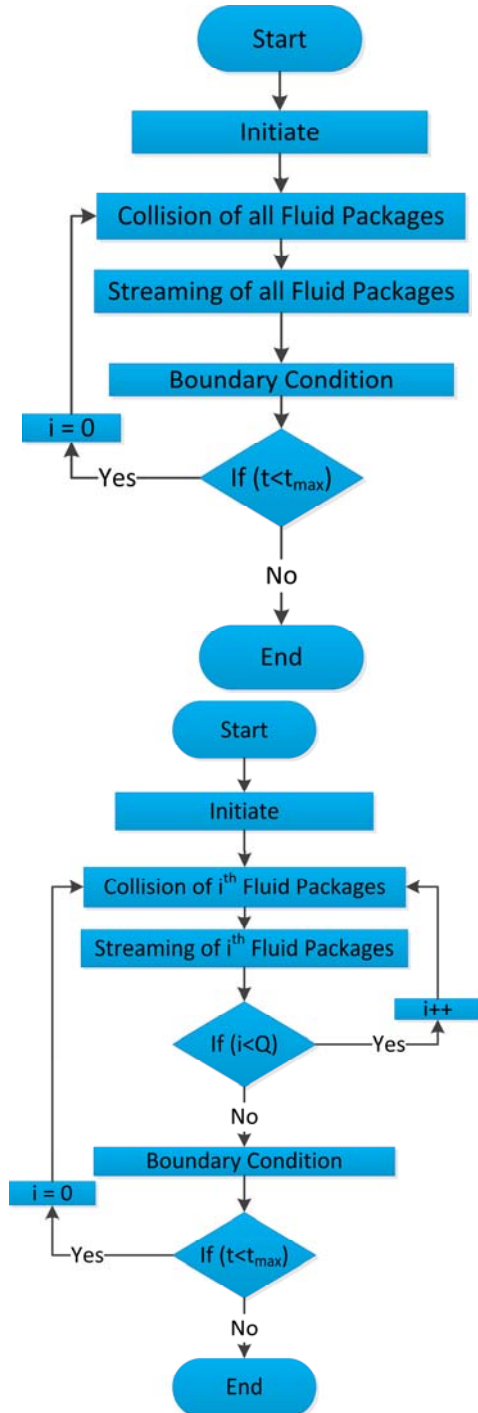 Start
Initiate
Collision of all Fluid Packages
Streaming of all Fluid Packages
Boundary Condition
i = 0
Yes
If (t<tmax)
No
End
Start
Initiate
Collision of ith Fluid Packages
Streaming of ith Fluid Packages
i++
If (i<Q)
Yes
No
Boundary Condition
i = 0
Yes
If (t<tmax)
No
End